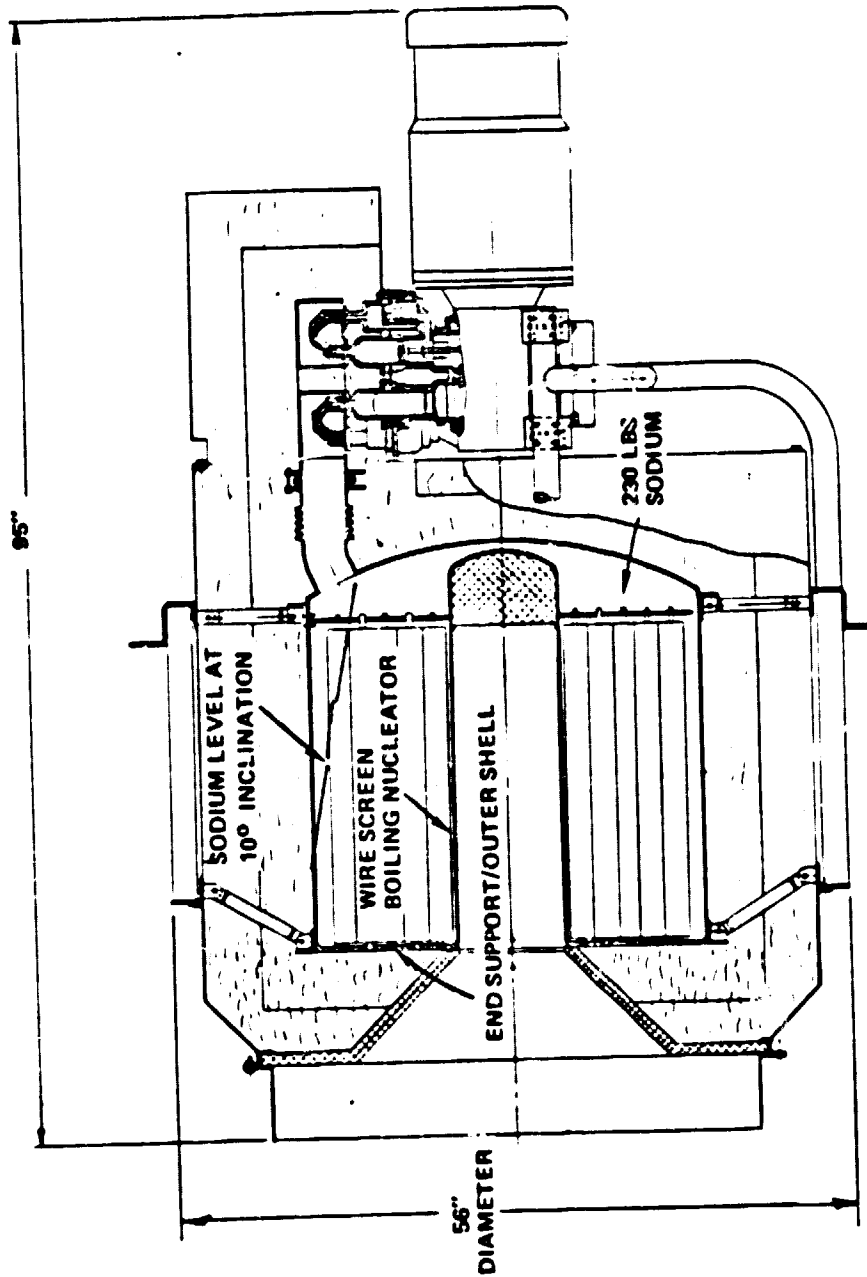 95"
SODIUM LEVEL AT
10° INCLINATION
WIRE SCREEN
BOILING NUCLEATOR
END SUPPORT/OUTER SHELL
230 LBS
SODIUM
56"
DIAMETER